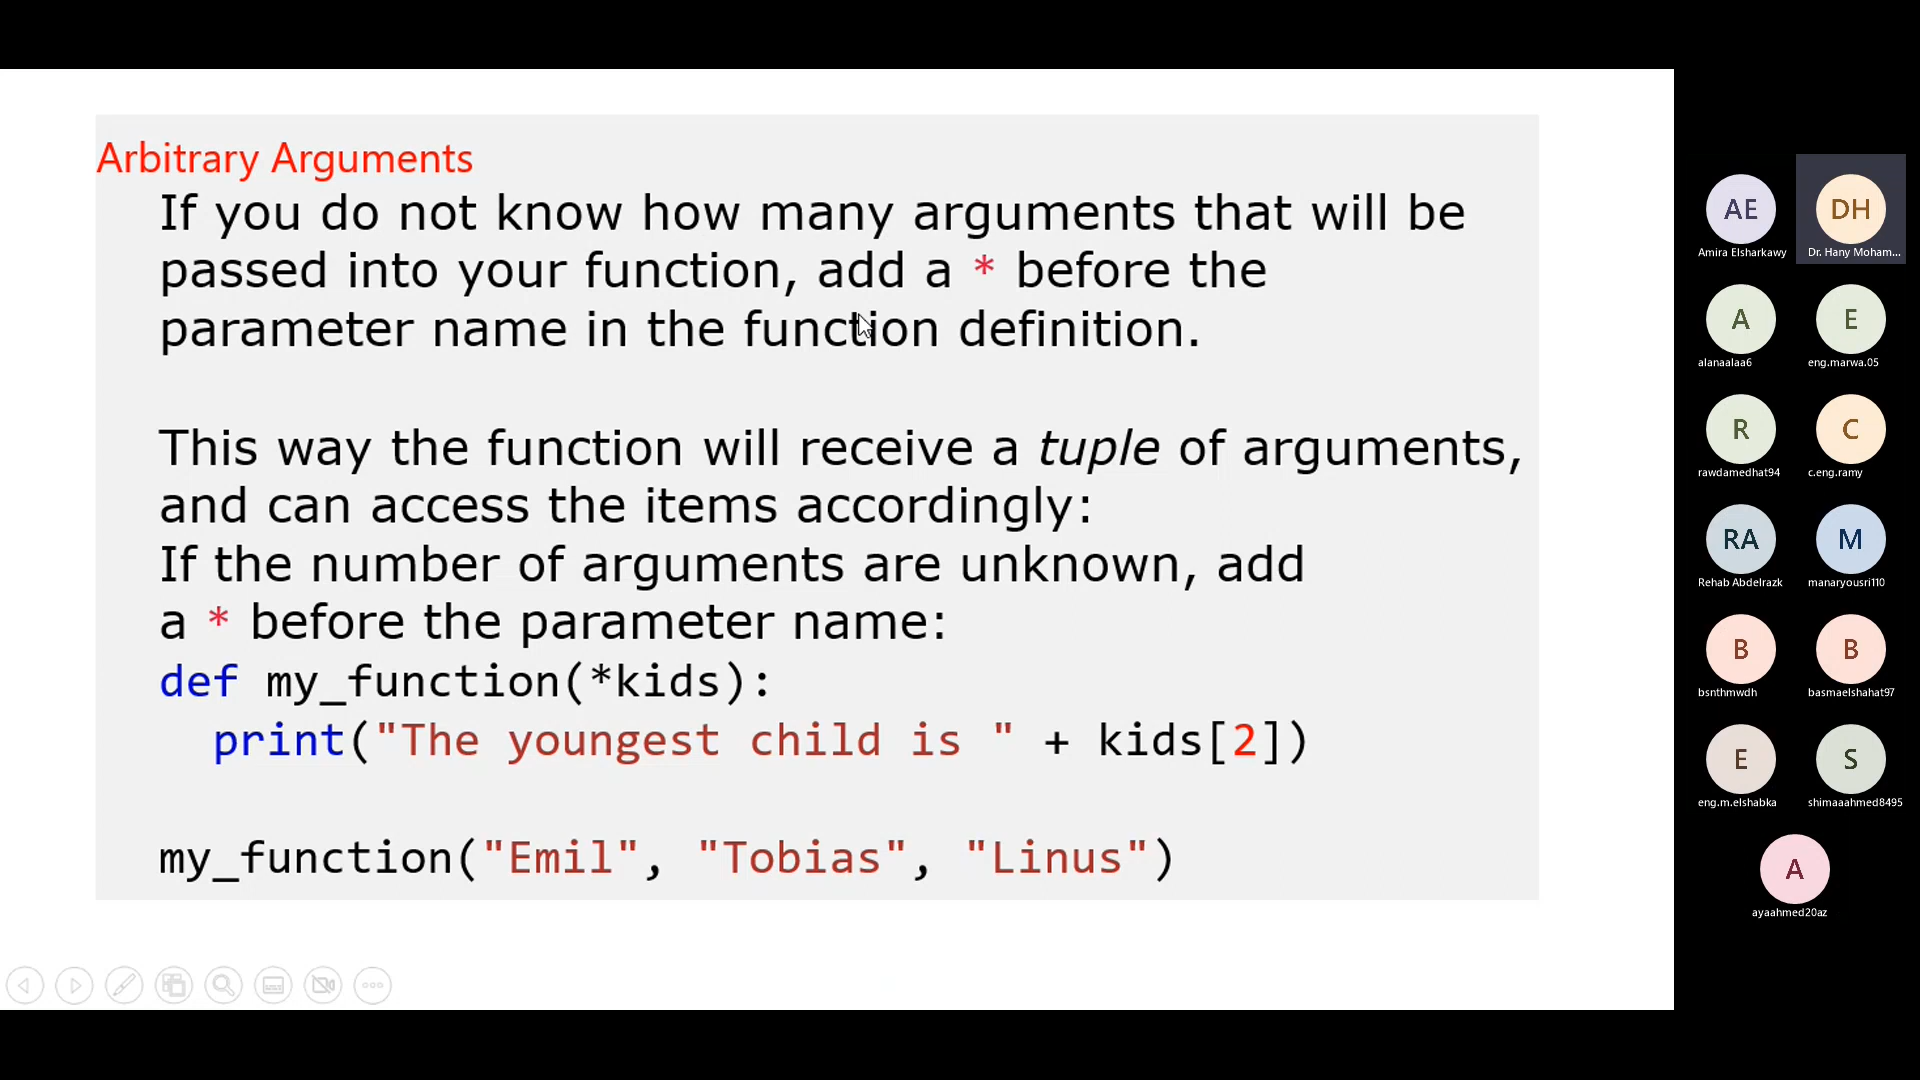 Arbitrary Arguments
If you do not know how many arguments that will be
passed into your function, add a * before the
parameter name in the function definition.
This way the function will receive a tuple of arguments,
and can access the items accordingly:
If the number of arguments are unknown, add
a * before the parameter name:
def my_function(*kids):
  print("The youngest child is " + kids[2])
my_function("Emil", "Tobias", "Linus")
AE
Amira Elsharkawy
DH
Dr. Hany Moham...
A
alanaalaa6
E
eng.marwa.05
R
rawdamedhat94
C
c.eng.ramy
RA
Rehab Abdelrazk
M
manaryousri110
B
bsnthmwdh
B
basmaelshahat97
E
eng.m.elshabka
S
shimaaahmed8495
A
ayaahmed20az